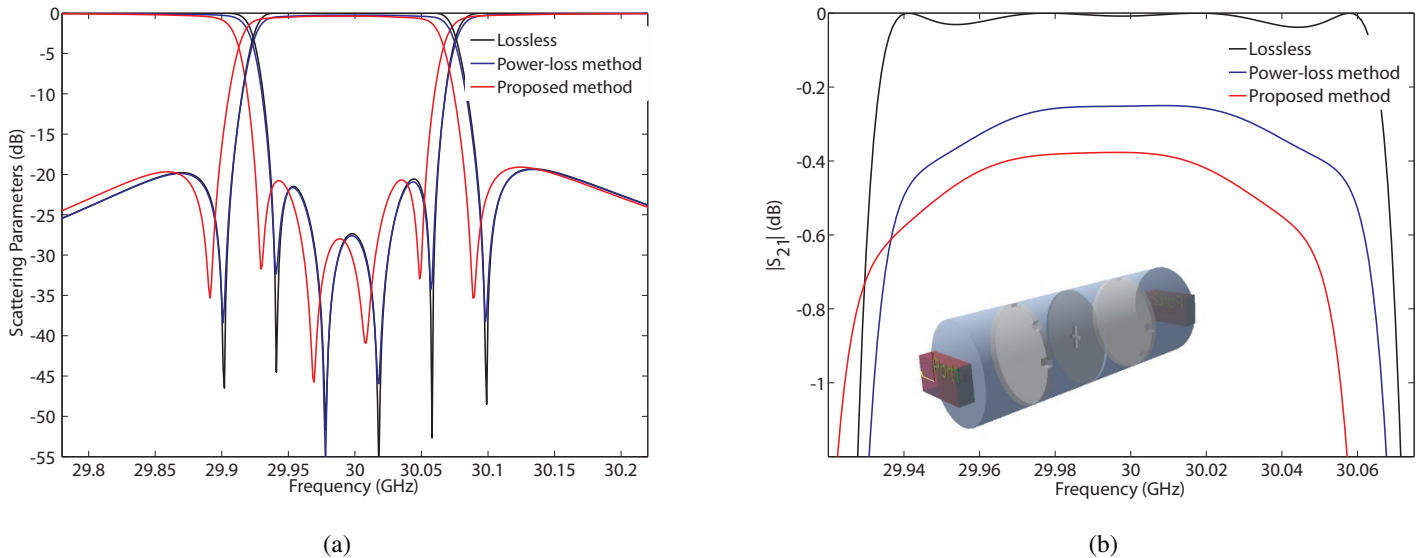 0
-5
-10
-15
-20
-25
-30
-35
-40
-45
-50
-55
Scattering Parameters (dB)
Lossless
Power-loss method
Proposed method
29.8 29.85 29.9 29.95 30 30.05 30.1 30.15 30.2
Frequency (GHz)
(a)
0
-0.2
-0.4
-0.6
-0.8
-1
|S21| (dB)
Lossless
Power-loss method
Proposed method
29.94 29.96 29.98 30 30.02 30.04 30.06
Frequency (GHz)
(b)